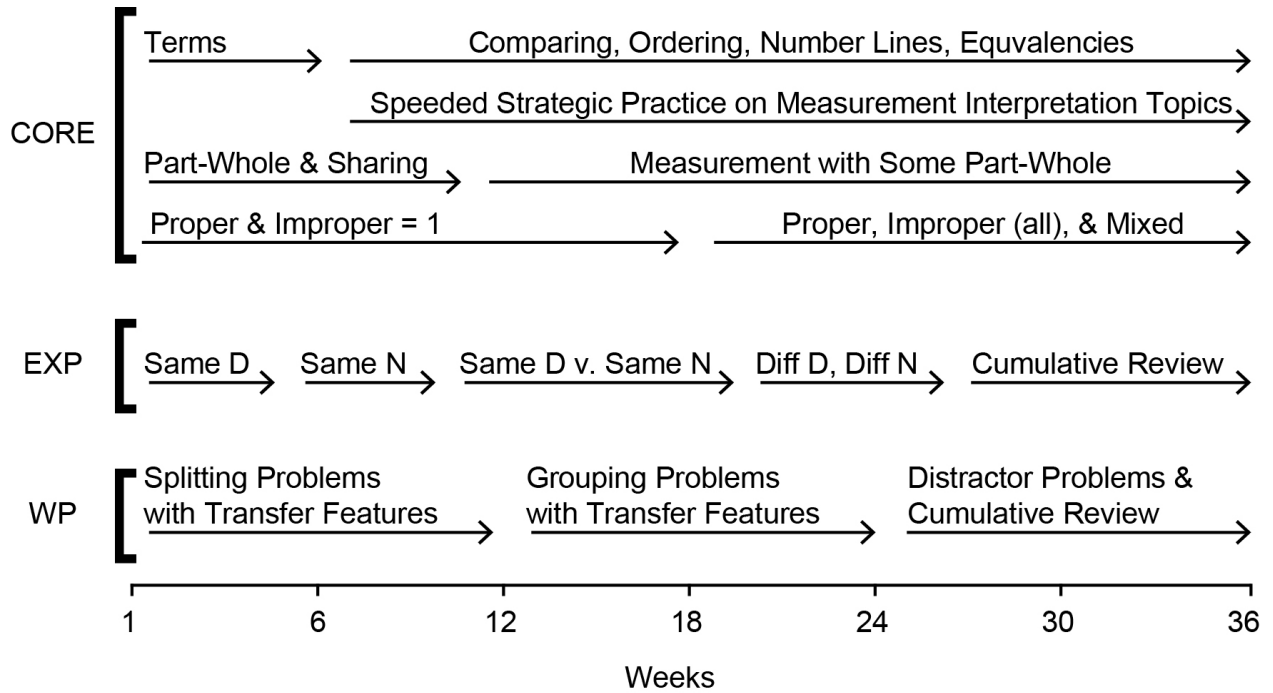 Terms
Comparing, Ordering, Number Lines, Equvalencies
Speeded Strategic Practice on Measurement Interpretation Topics
CORE
Part-Whole & Sharing
Measurement with Some Part-Whole
Proper & Improper = 1
Proper, Improper (all), & Mixed
EXP
Same D
Same N
Same D v. Same N
Diff D, Diff N
Cumulative Review
WP
Splitting Problems
with Transfer Features
Grouping Problems
with Transfer Features
Distractor Problems &
Cumulative Review
1 6 12 18 24 30 36
Weeks